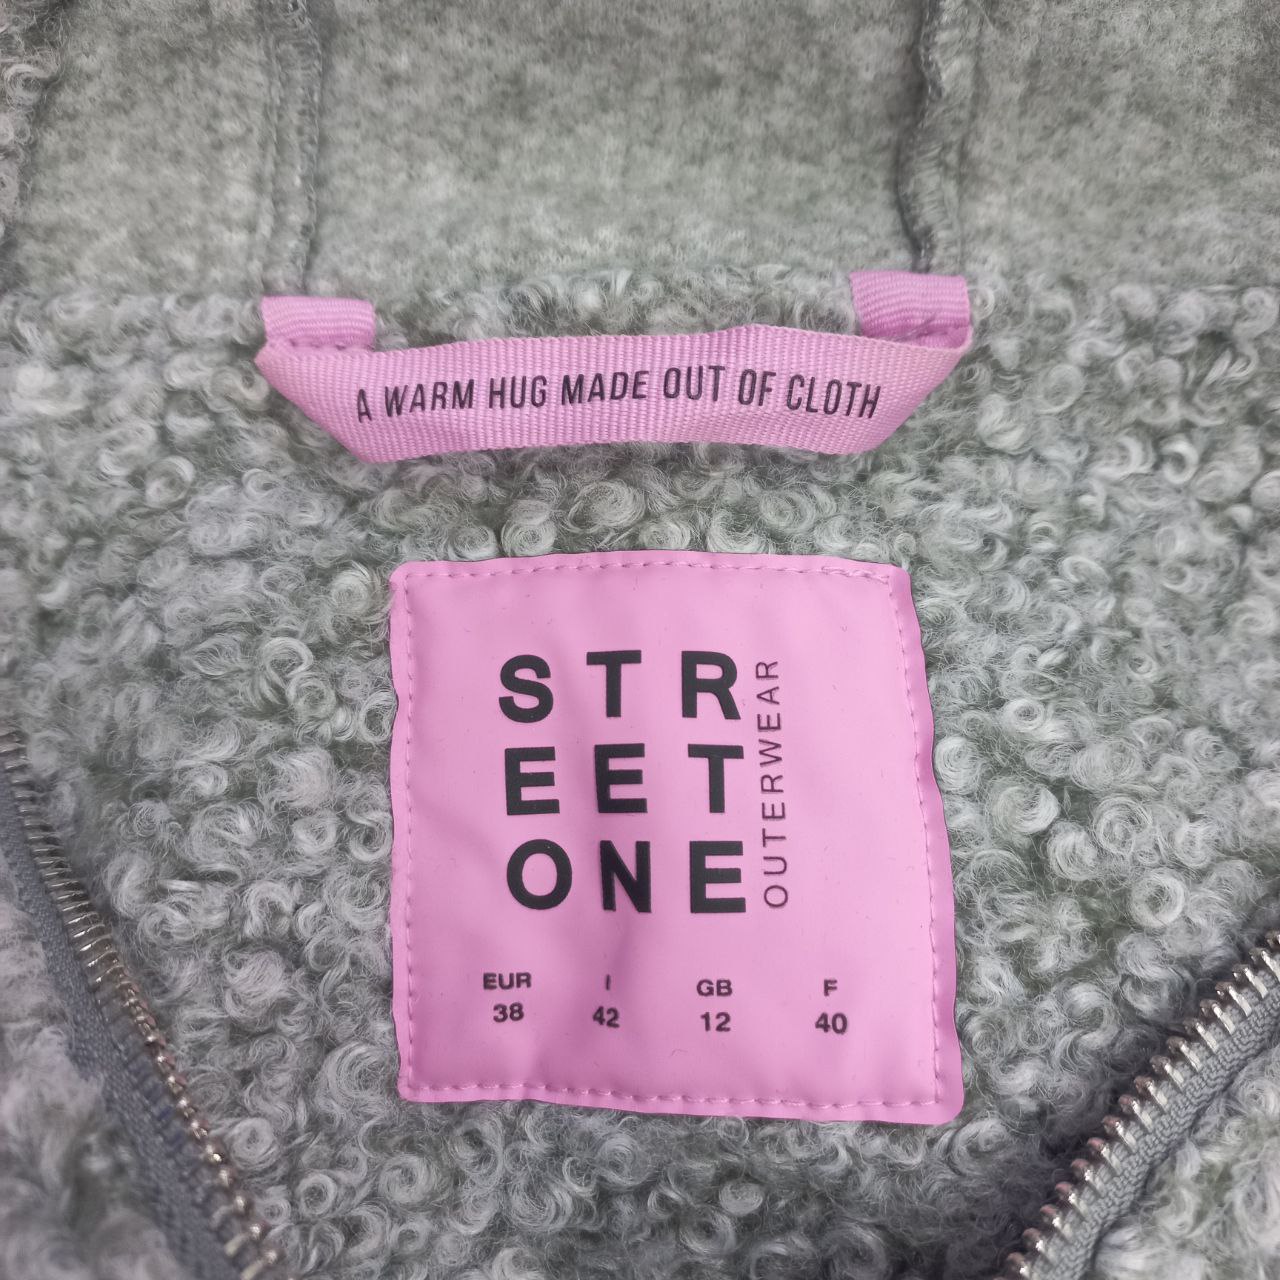 A WARM HUG MADE OUT OF CLOTH
STR
EET
ONE
OUTERWEAR
EUR I GB F
38 42 12 40